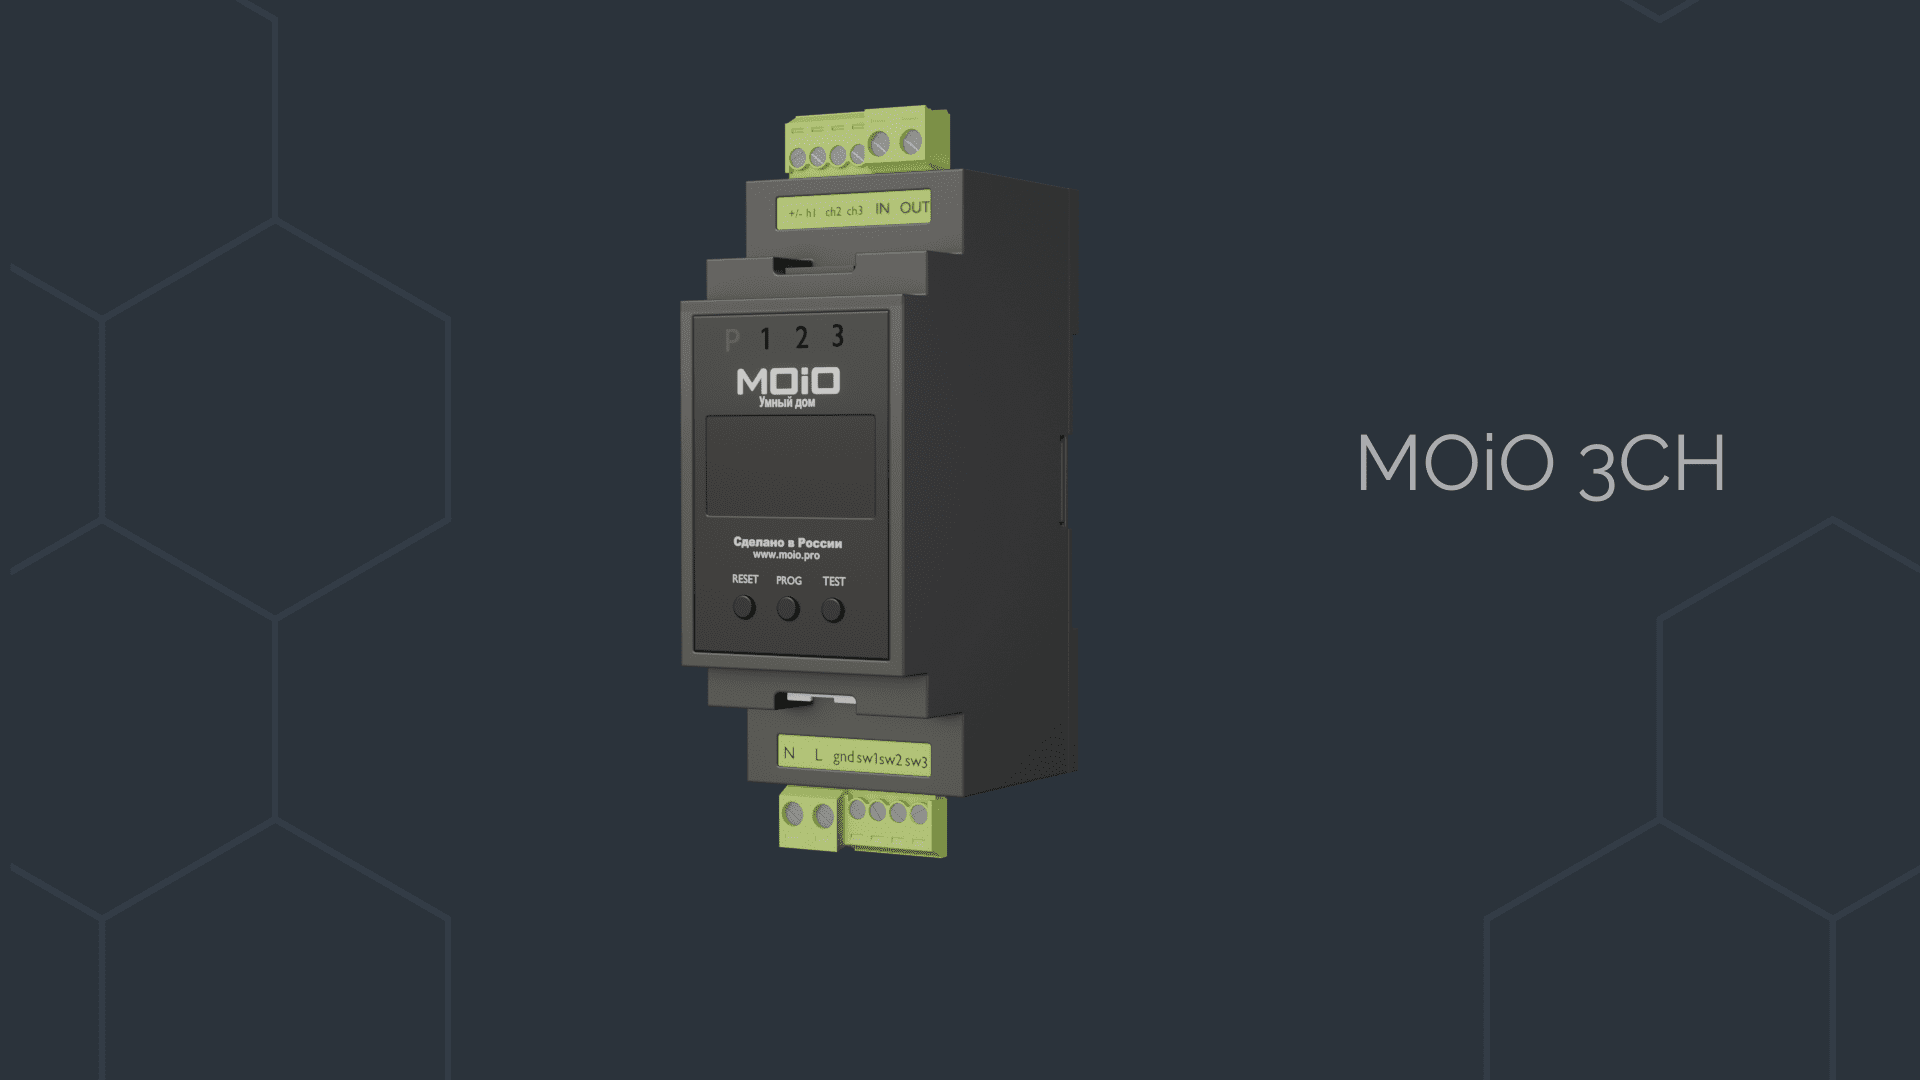 +/- h1 ch2 ch3 IN OUT
P 1 2 3
MOiO
Умный дом
MOiO 3CH
Сделано в России
www.moio.pro
RESET PROG TEST
N L gnd sw1 sw2 sw3